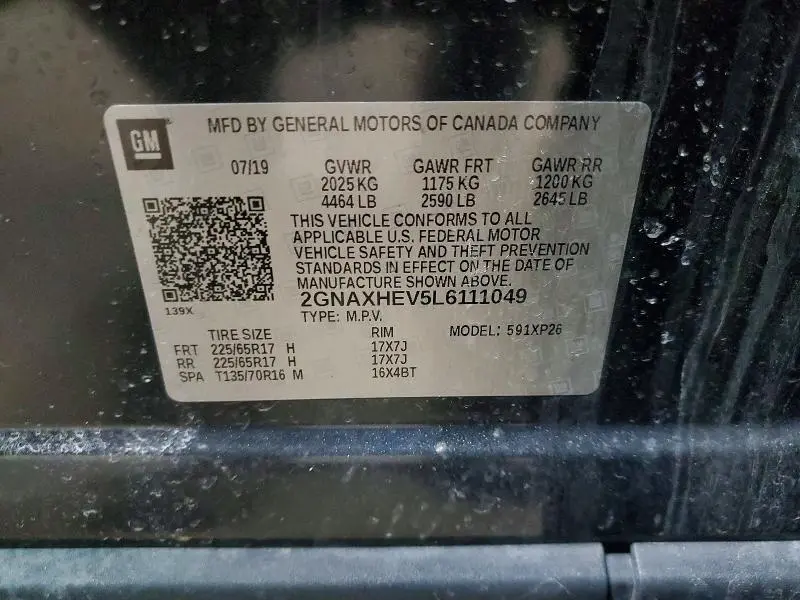 GM
MFD BY GENERAL MOTORS OF CANADA COMPANY
07/19 GVWR GAWR FRT GAWR RR
2025 KG 1175 KG 1200 KG
4464 LB 2590 LB 2645 LB
THIS VEHICLE CONFORMS TO ALL
APPLICABLE U.S. FEDERAL MOTOR
VEHICLE SAFETY AND THEFT PREVENTION
STANDARDS IN EFFECT ON THE DATE OF
MANUFACTURE SHOWN ABOVE.
2GNAXHEV5L6111049
139X
TYPE: M.P.V.
TIRE SIZE RIM MODEL: 591XP26
FRT 225/65R17 H 17X7J
RR 225/65R17 H 17X7J
SPA T135/70R16 M 16X4BT